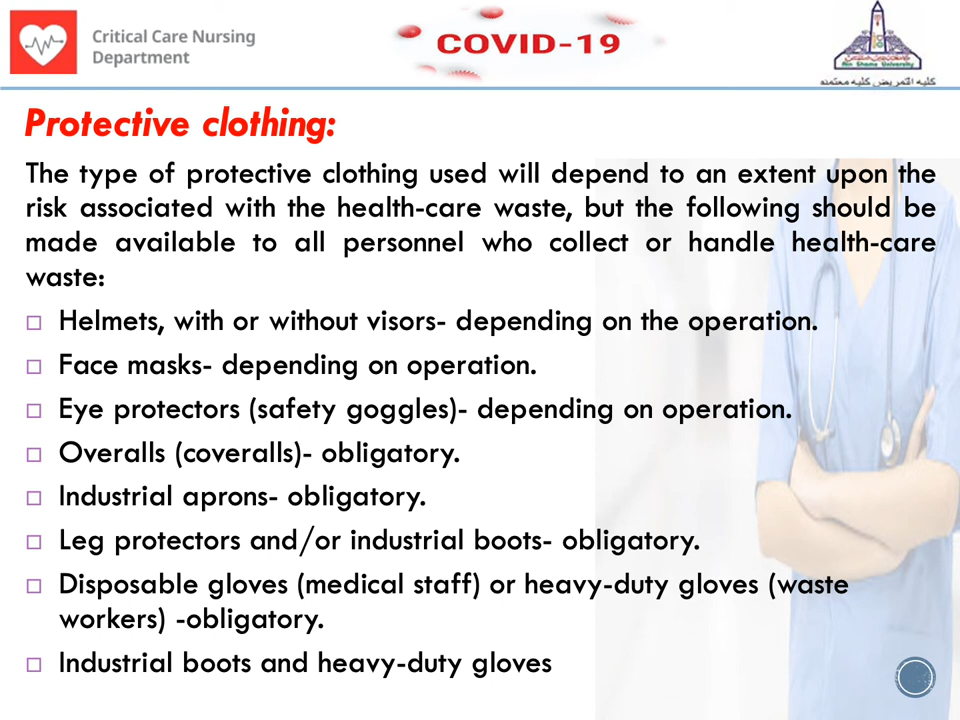 Critical Care Nursing
Department
COVID-19
Ain Shams University
كلية التمريض كلية معتمدة
Protective clothing:
The type of protective clothing used will depend to an extent upon the
risk associated with the health-care waste, but the following should be
made available to all personnel who collect or handle health-care
waste:
Helmets, with or without visors- depending on the operation.
Face masks- depending on operation.
Eye protectors (safety goggles)- depending on operation.
Overalls (coveralls)- obligatory.
Industrial aprons- obligatory.
Leg protectors and/or industrial boots- obligatory.
Disposable gloves (medical staff) or heavy-duty gloves (waste
workers) -obligatory.
Industrial boots and heavy-duty gloves